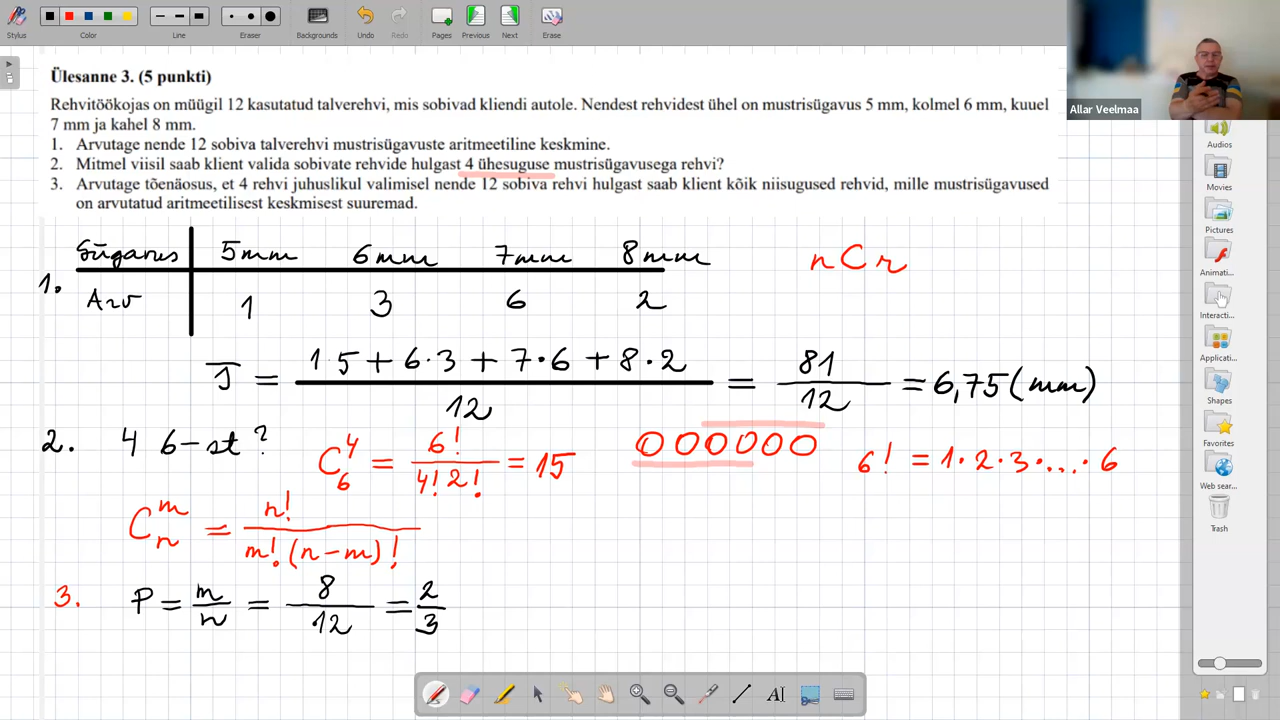 Stylus
Color
Line
Eraser
Backgrounds
Undo
Redo
Pages
Previous
Next
Erase
Allar Veelmaa
Ülesanne 3. (5 punkti)
Rehvitöökojas on müügil 12 kasutatud talverehvi, mis sobivad kliendi autole. Nendest rehvidest ühel on mustrisügavus 5 mm, kolmel 6 mm, kuuel
7 mm ja kahel 8 mm.
1. Arvutage nende 12 sobiva talverehvi mustrisügavuste aritmeetiline keskmine.
2. Mitmel viisil saab klient valida sobivate rehvide hulgast 4 ühesuguse mustrisügavusega rehvi?
3. Arvutage tõenäosus, et 4 rehvi juhuslikul valimisel nende 12 sobiva rehvi hulgast saab klient kõik niisugused rehvid, mille mustrisügavused
on arvutatud aritmeetilisest keskmisest suuremad.
Sügavus 5mm 6mm 7mm 8mm
nCr
1. Arv 1 3 6 2
= (1·5 + 6·3 + 7·6 + 8·2)/12 = 81/12 = 6,75 (mm)
2. 4 6-st?
C_6^4 = 6!/(4!2!) = 15
6! = 1·2·3·...·6
C_n^m = n!/(m!(n-m)!)
3. P = m/n = 8/12 = 2/3
Audios
Movies
Pictures
Animati...
Interacti...
Applicati...
Shapes
Favorites
Web sear...
Trash
AI